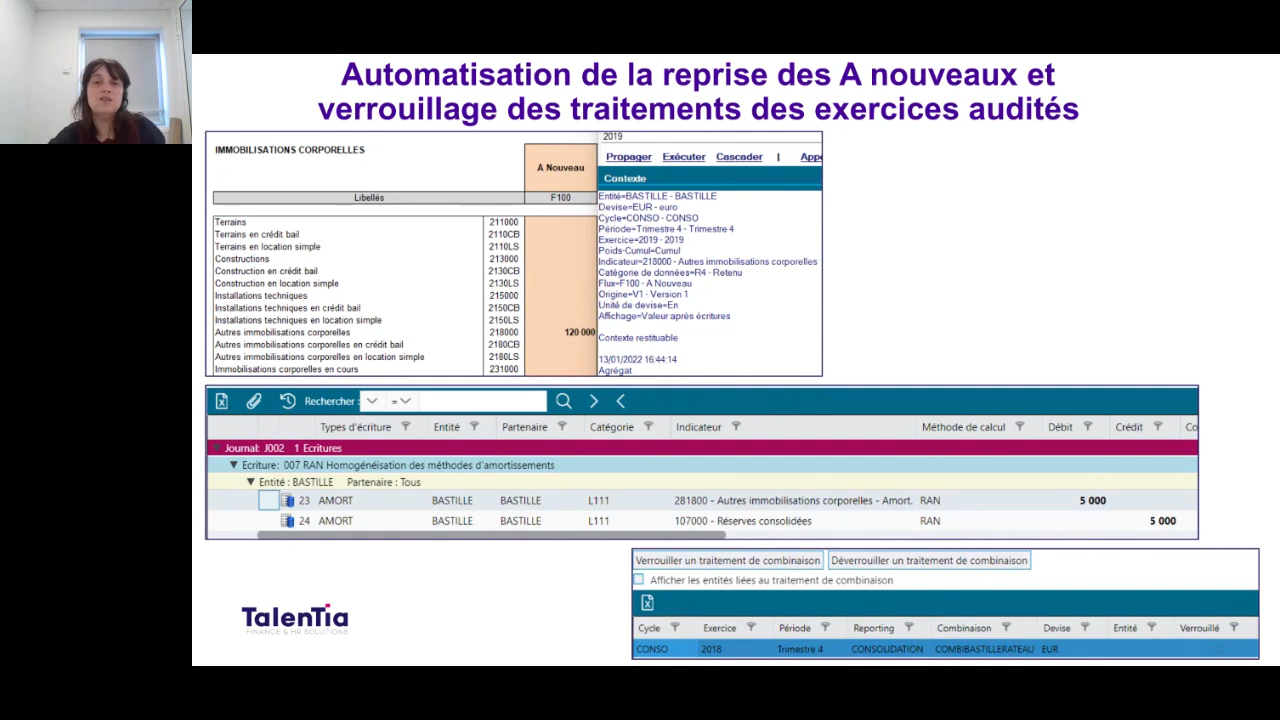 Automatisation de la reprise des A nouveaux et
verrouillage des traitements des exercices audités
IMMOBILISATIONS CORPORELLES
A Nouveau
Libellés F100
Terrains 211000
Terrains en crédit bail 2110CB
Terrains en location simple 2110LS
Constructions 213000
Construction en crédit bail 2130CB
Construction en location simple 2130LS
Installations techniques 215000
Installations techniques en crédit bail 2150CB
Installations techniques en location simple 2150LS
Autres immobilisations corporelles 218000 120 000
Autres immobilisations corporelles en crédit bail 2180CB
Autres immobilisations corporelles en location simple 2180LS
Immobilisations corporelles en cours 231000
2019
Propager Exécuter Cascader |
Contexte
Entité=BASTILLE - BASTILLE
Devise=EUR - euro
Cycle=CONSO - CONSO
Période=Trimestre 4 - Trimestre 4
Exercice=2019 - 2019
Poids-Cumul=Cumul
Indicateur=218000 - Autres immobilisations corporelles
Catégorie de données=R4 - Retenu
Flux=F100 - A Nouveau
Origine=V1 - Version 1
Unité de devise=En
Affichage=Valeur après écritures
Contexte restituable
13/01/2022 16:44:14
Agrégat
Rechercher : =
Types d'écriture Entité Partenaire Catégorie Indicateur Méthode de calcul Débit Crédit Co
Journal: J002 1 Ecritures
Ecriture: 007 RAN Homogénéisation des méthodes d'amortissements
Entité : BASTILLE Partenaire : Tous
23 AMORT BASTILLE BASTILLE L111 281800 - Autres immobilisations corporelles - Amort. RAN 5 000
24 AMORT BASTILLE BASTILLE L111 107000 - Réserves consolidées RAN 5 000
Verrouiller un traitement de combinaison Déverrouiller un traitement de combinaison
Afficher les entités liées au traitement de combinaison
Cycle Exercice Période Reporting Combinaison Devise Entité Verrouillé
CONSO 2018 Trimestre 4 CONSOLIDATION COMBIBASTILLERATEAU EUR
TalenTia
FINANCE & HR SOLUTIONS